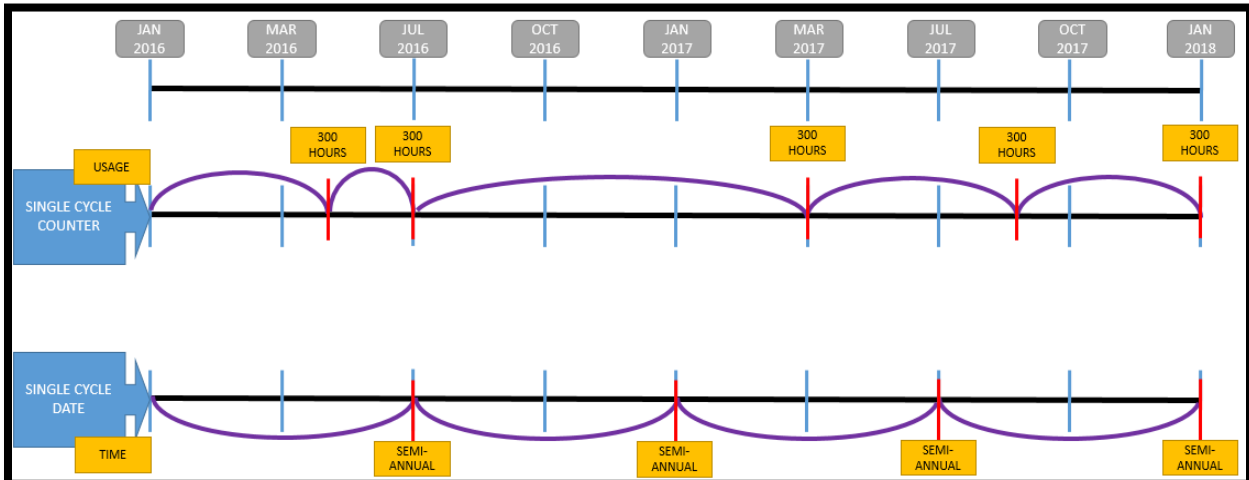 JAN
2016
MAR
2016
JUL
2016
OCT
2016
JAN
2017
MAR
2017
JUL
2017
OCT
2017
JAN
2018
USAGE
300
HOURS
300
HOURS
300
HOURS
300
HOURS
300
HOURS
SINGLE CYCLE
COUNTER
SINGLE CYCLE
DATE
TIME
SEMI-
ANNUAL
SEMI-
ANNUAL
SEMI-
ANNUAL
SEMI-
ANNUAL